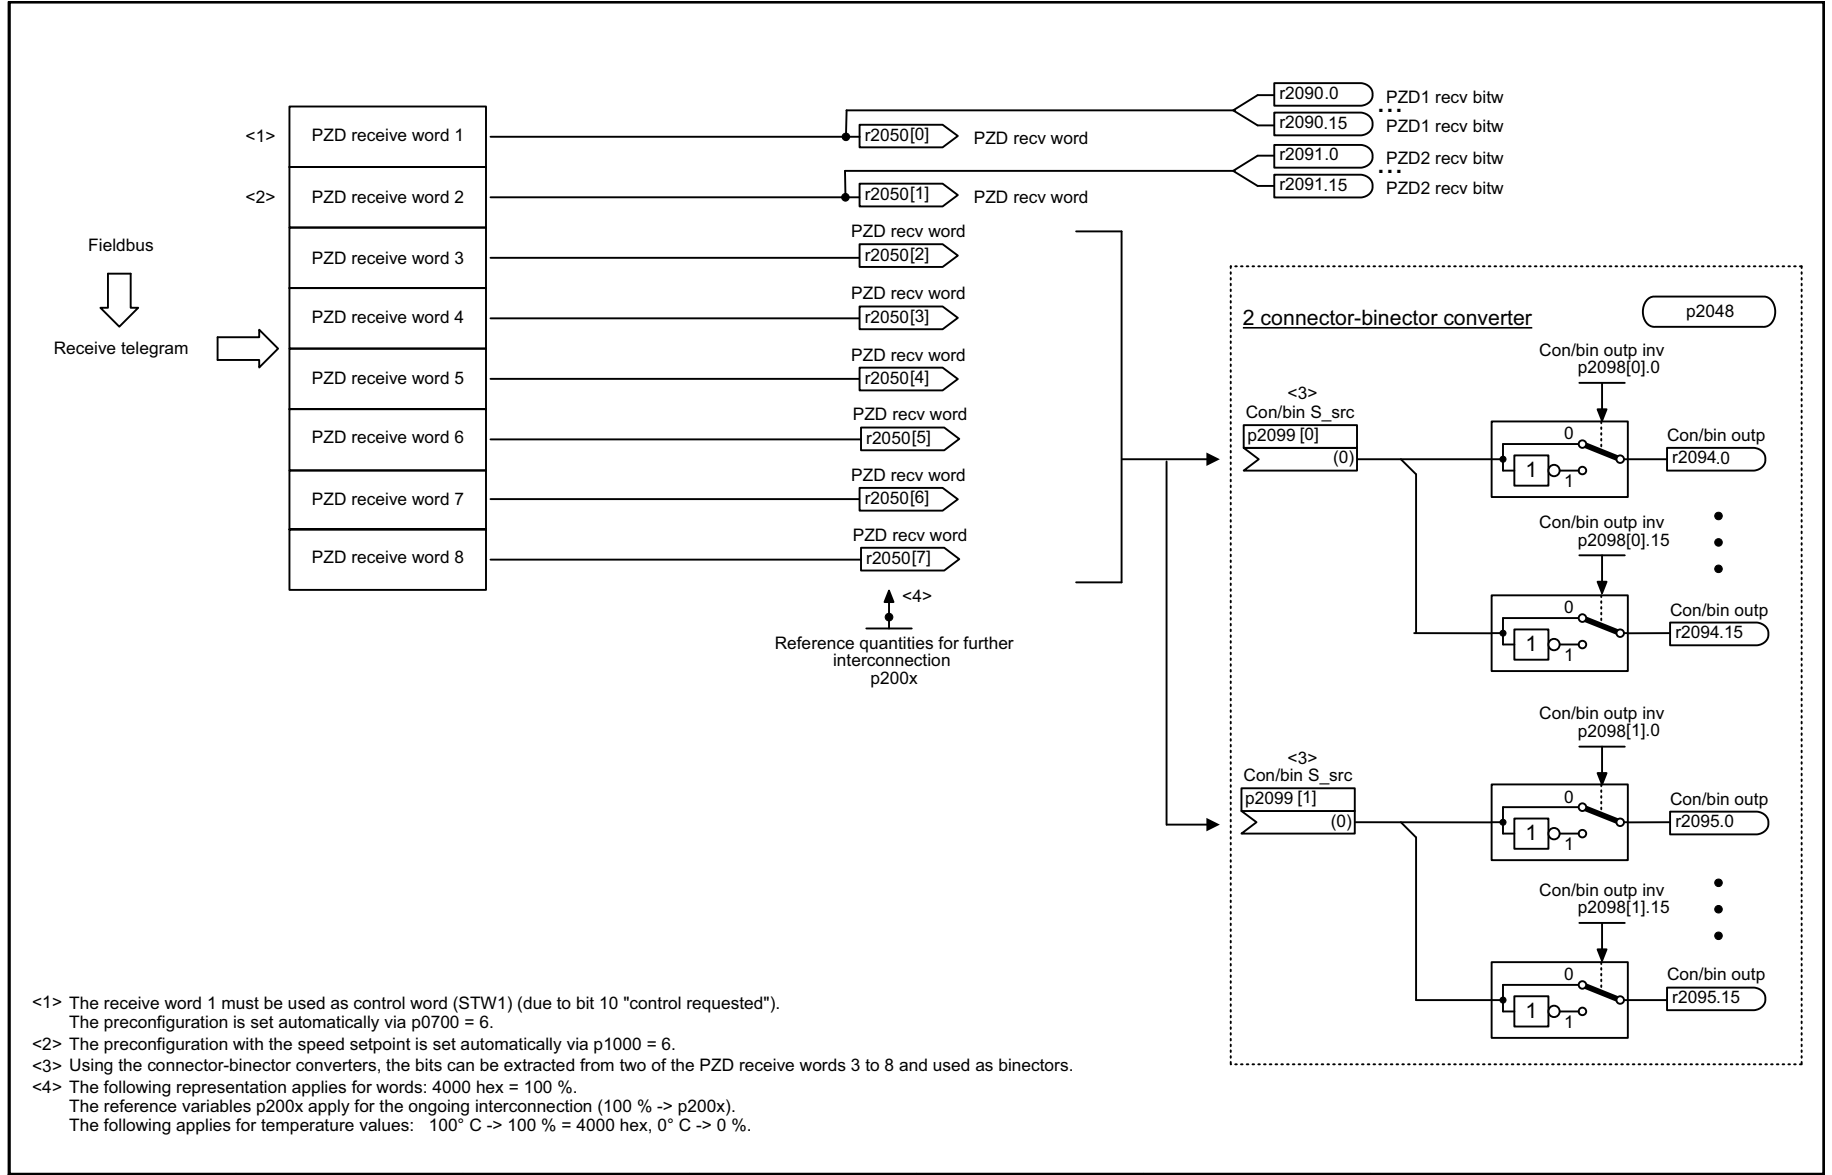 r2090.0
PZD1 recv bitw
...
<1>
PZD receive word 1
r2050[0]
PZD recv word
r2090.15
PZD1 recv bitw
r2091.0
PZD2 recv bitw
...
<2>
PZD receive word 2
r2050[1]
PZD recv word
r2091.15
PZD2 recv bitw
Fieldbus
Receive telegram
PZD receive word 3
PZD recv word
r2050[2]
PZD receive word 4
PZD recv word
r2050[3]
PZD receive word 5
PZD recv word
r2050[4]
PZD receive word 6
PZD recv word
r2050[5]
PZD receive word 7
PZD recv word
r2050[6]
PZD receive word 8
PZD recv word
r2050[7]
<4>
Reference quantities for further
interconnection
p200x
2 connector-binector converter
p2048
Con/bin outp inv
p2098[0].0
<3>
Con/bin S_src
p2099 [0]
(0)
0
1
1
Con/bin outp
r2094.0
Con/bin outp inv
p2098[0].15
0
1
1
Con/bin outp
r2094.15
Con/bin outp inv
p2098[1].0
<3>
Con/bin S_src
p2099 [1]
(0)
0
1
1
Con/bin outp
r2095.0
Con/bin outp inv
p2098[1].15
0
1
1
Con/bin outp
r2095.15
<1> The receive word 1 must be used as control word (STW1) (due to bit 10 "control requested").
The preconfiguration is set automatically via p0700 = 6.
<2> The preconfiguration with the speed setpoint is set automatically via p1000 = 6.
<3> Using the connector-binector converters, the bits can be extracted from two of the PZD receive words 3 to 8 and used as binectors.
<4> The following representation applies for words: 4000 hex = 100 %.
The reference variables p200x apply for the ongoing interconnection (100 % -> p200x).
The following applies for temperature values: 100° C -> 100 % = 4000 hex, 0° C -> 0 %.